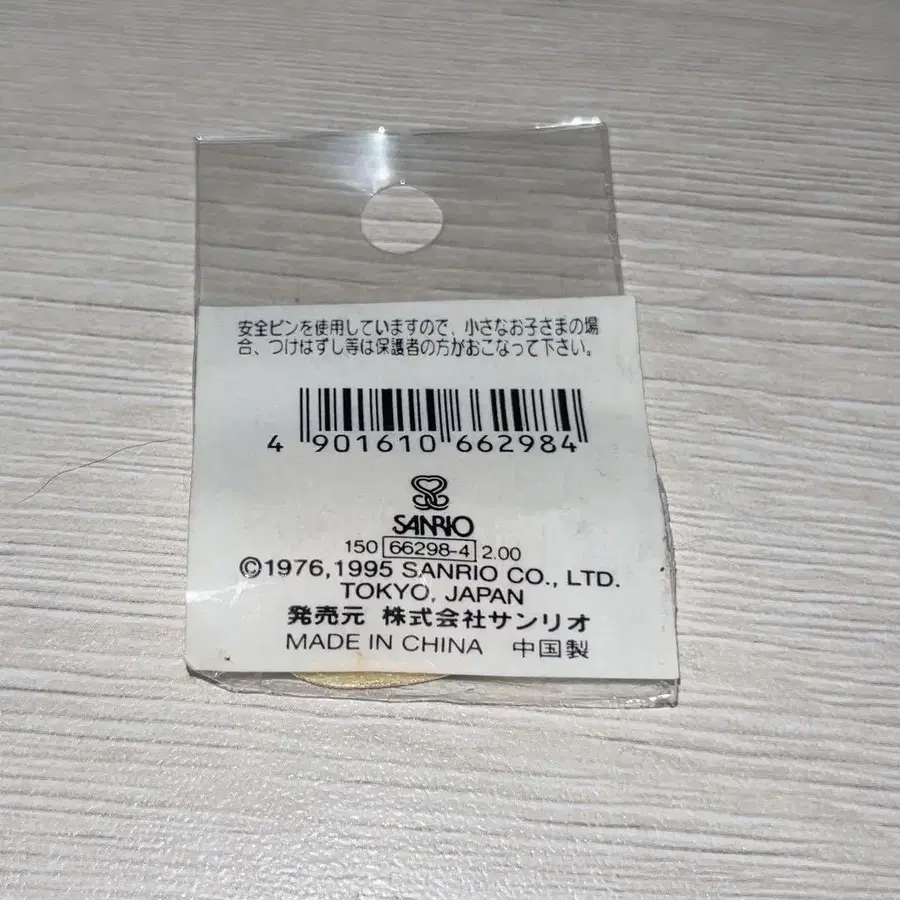 安全ピンを使用していますので、小さなお子さまの場
合、つけはずし等は保護者の方がおこなって下さい。
4 901610 662984
SANRIO
150 66298-4 2.00
©1976,1995 SANRIO CO., LTD.
TOKYO, JAPAN
発売元 株式会社サンリオ
MADE IN CHINA 中国製